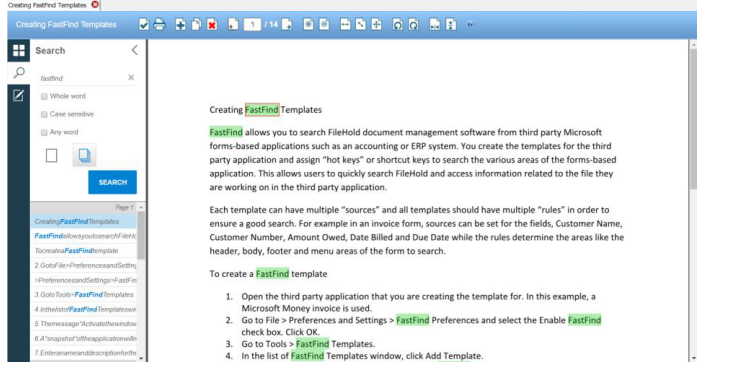 Creating FastFind Templates
Creating FastFind Templates
1 / 14
Search
fastfind
Whole word
Case sensitive
Any word
SEARCH
Page 1
CreatingFastFindTemplates
FastFindallowsyoutosearchFileHo
TocreateaFastFindtemplate
2.GotoFile>PreferencesandSetting
>PreferencesandSettings>FastFin
3.GotoTools>FastFindTemplates
4.InthelistofFastFindTemplateswin
5.Themessage"Activatethewindow
6.A"snapshot"oftheapplicationwilln
7.Enteranameanddescriptionforthe
Creating FastFind Templates
FastFind allows you to search FileHold document management software from third party Microsoft
forms-based applications such as an accounting or ERP system. You create the templates for the third
party application and assign "hot keys" or shortcut keys to search the various areas of the forms-based
application. This allows users to quickly search FileHold and access information related to the file they
are working on in the third party application.
Each template can have multiple "sources" and all templates should have multiple "rules" in order to
ensure a good search. For example in an invoice form, sources can be set for the fields, Customer Name,
Customer Number, Amount Owed, Date Billed and Due Date while the rules determine the areas like the
header, body, footer and menu areas of the form to search.
To create a FastFind template
1. Open the third party application that you are creating the template for. In this example, a
Microsoft Money invoice is used.
2. Go to File > Preferences and Settings > FastFind Preferences and select the Enable FastFind
check box. Click OK.
3. Go to Tools > FastFind Templates.
4. In the list of FastFind Templates window, click Add Template.